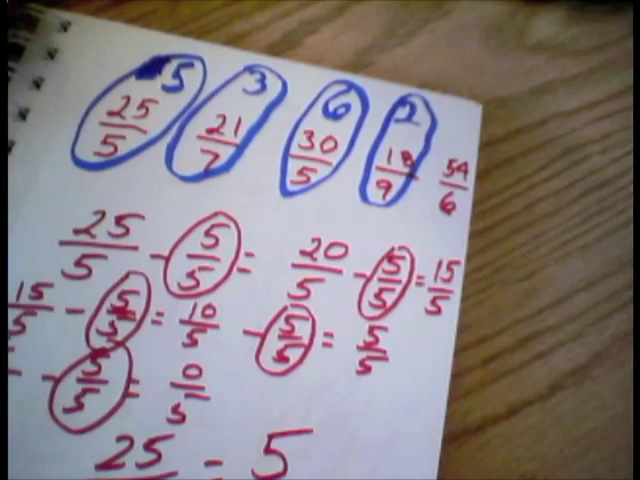 5 3 6 2
25/5 21/7 30/5 18/9 54/6
25/5 - 5/5 = 20/5 - 5/5 = 15/5
15/5 - 5/5 = 10/5 - 5/5 = 5/5
- 5/5 = 0/5
25 = 5